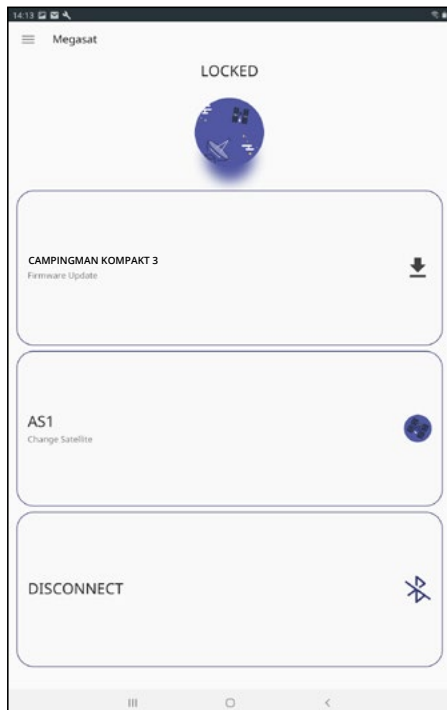 14:13
Megasat
LOCKED
CAMPINGMAN KOMPAKT 3
Firmware Update
AS1
Change Satellite
DISCONNECT